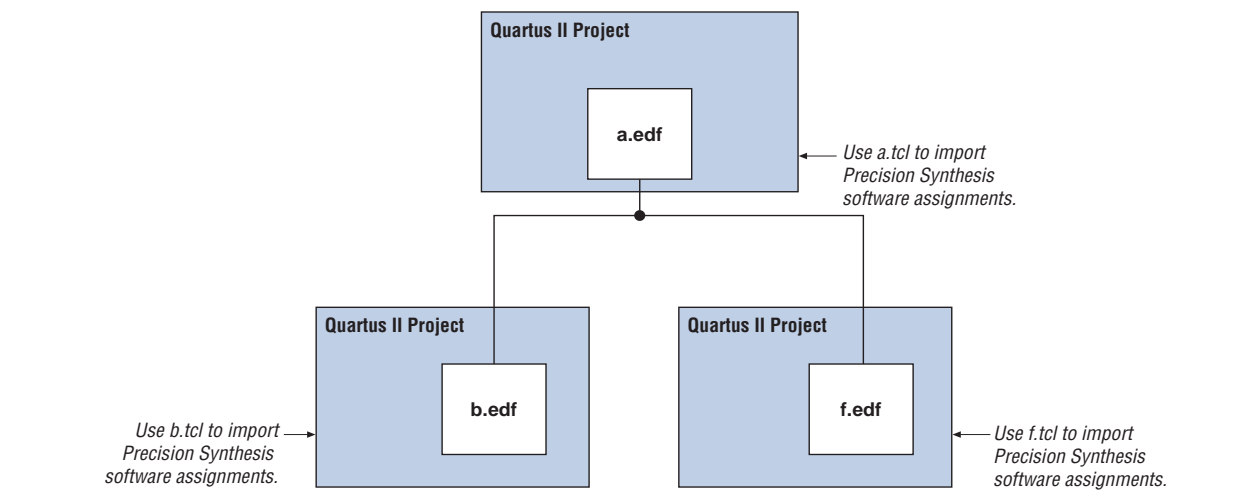 Quartus II Project
a.edf
Use a.tcl to import
Precision Synthesis
software assignments.
Quartus II Project
b.edf
Use b.tcl to import
Precision Synthesis
software assignments.
Quartus II Project
f.edf
Use f.tcl to import
Precision Synthesis
software assignments.